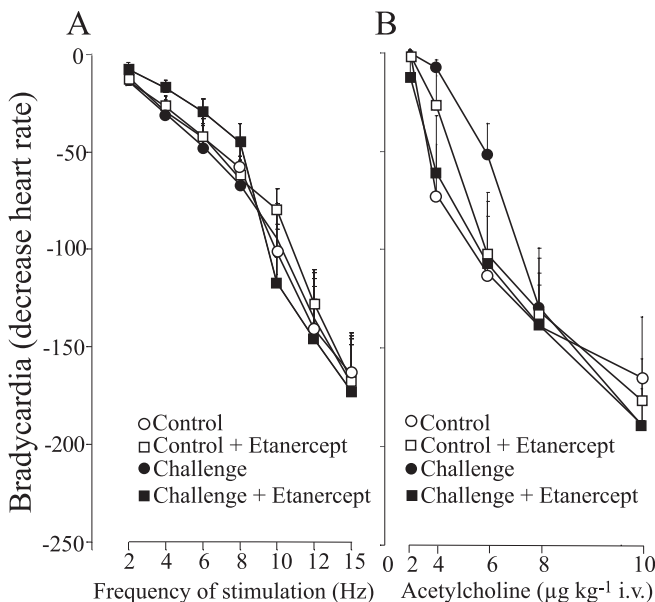 A
B
Bradycardia (decrease heart rate)
0
-50
-100
-150
-200
-250
Control
Control + Etanercept
Challenge
Challenge + Etanercept
2 4 6 8 10 12 15
Frequency of stimulation (Hz)
Control
Control + Etanercept
Challenge
Challenge + Etanercept
0 2 4 6 8 10
Acetylcholine (µg kg-1 i.v.)